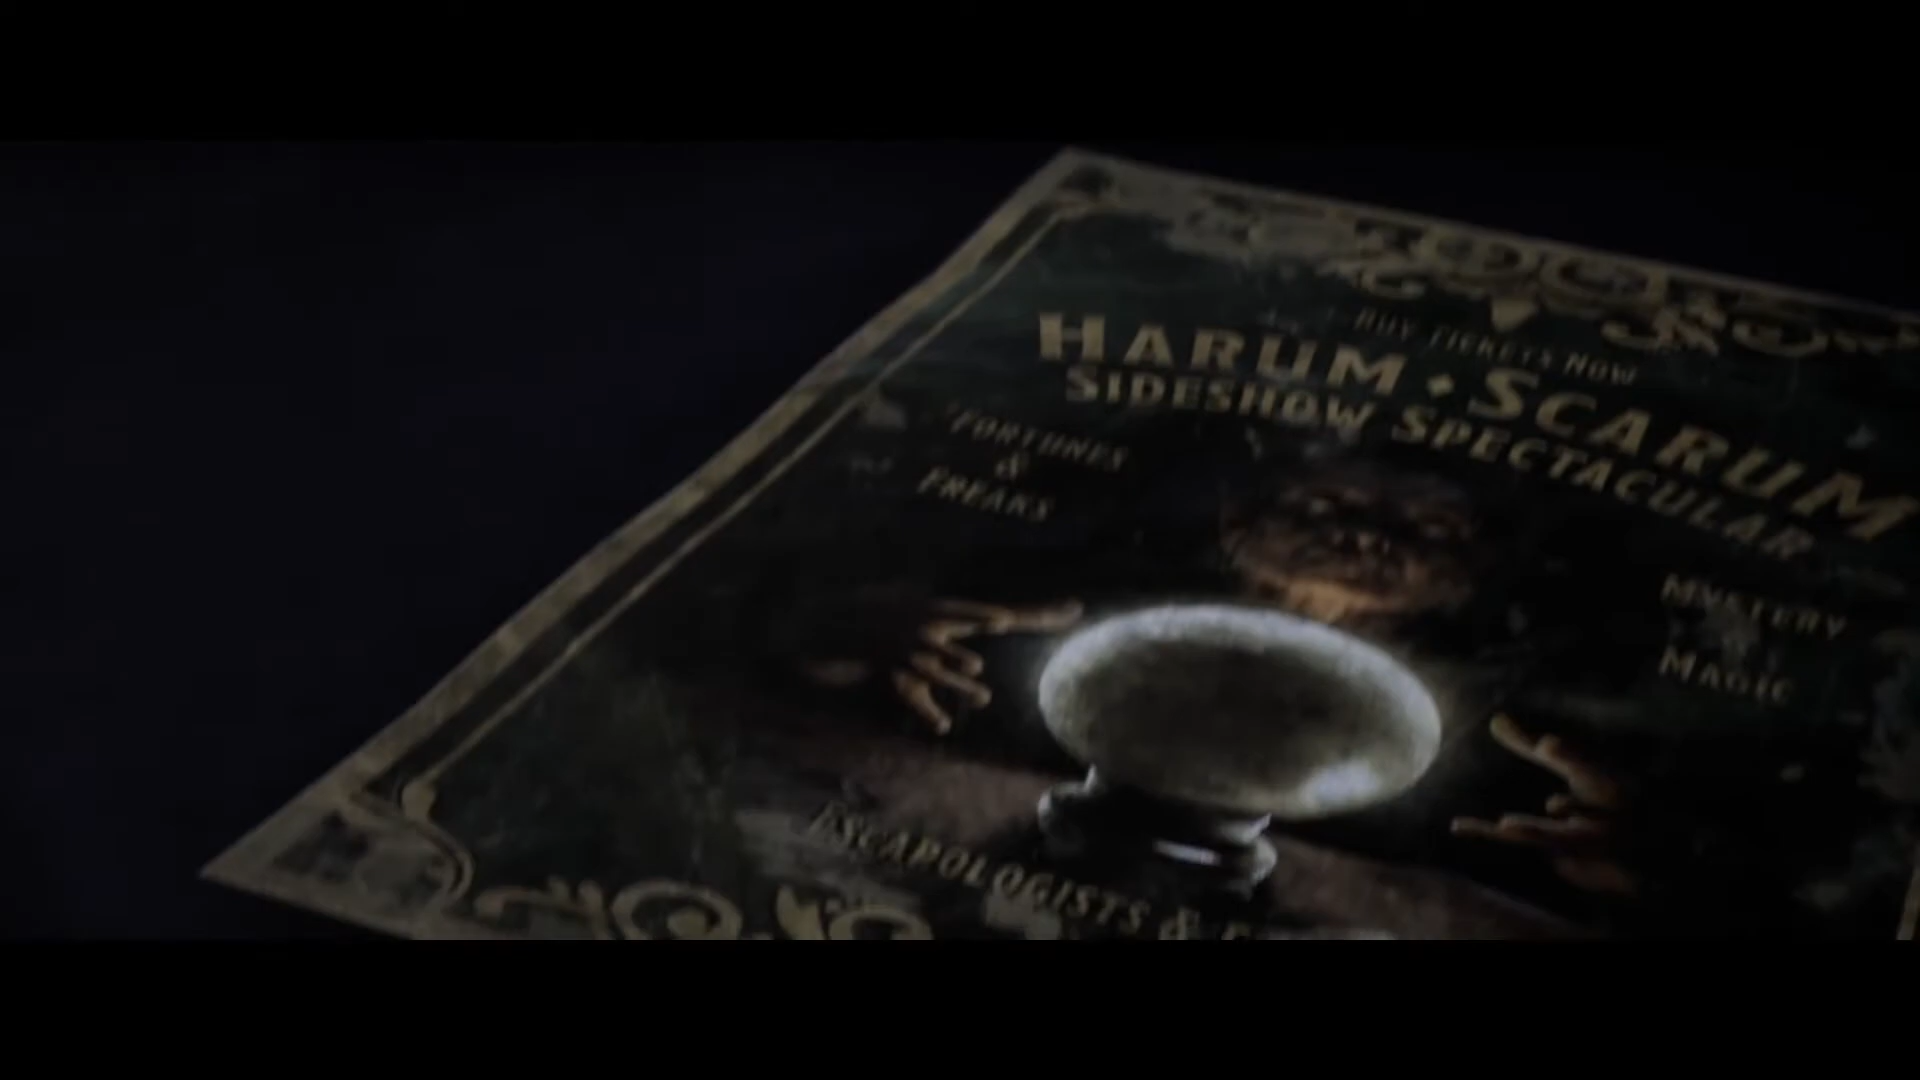 BUY TICKETS NOW
HARUM • SCARUM
SIDESHOW SPECTACULAR
FORTUNES
&
FREAKS
MYSTERY
MAGIC
ESCAPOLOGISTS &